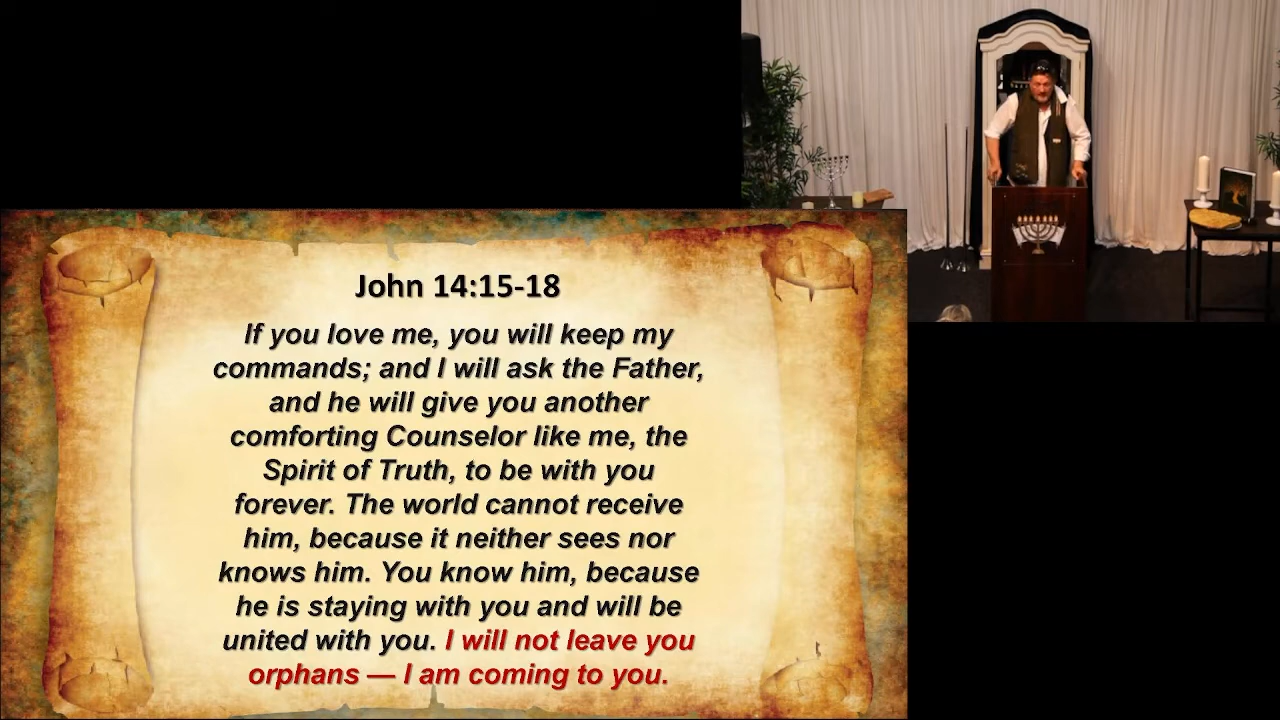 John 14:15-18
If you love me, you will keep my
commands; and I will ask the Father,
and he will give you another
comforting Counselor like me, the
Spirit of Truth, to be with you
forever. The world cannot receive
him, because it neither sees nor
knows him. You know him, because
he is staying with you and will be
united with you. I will not leave you
orphans — I am coming to you.